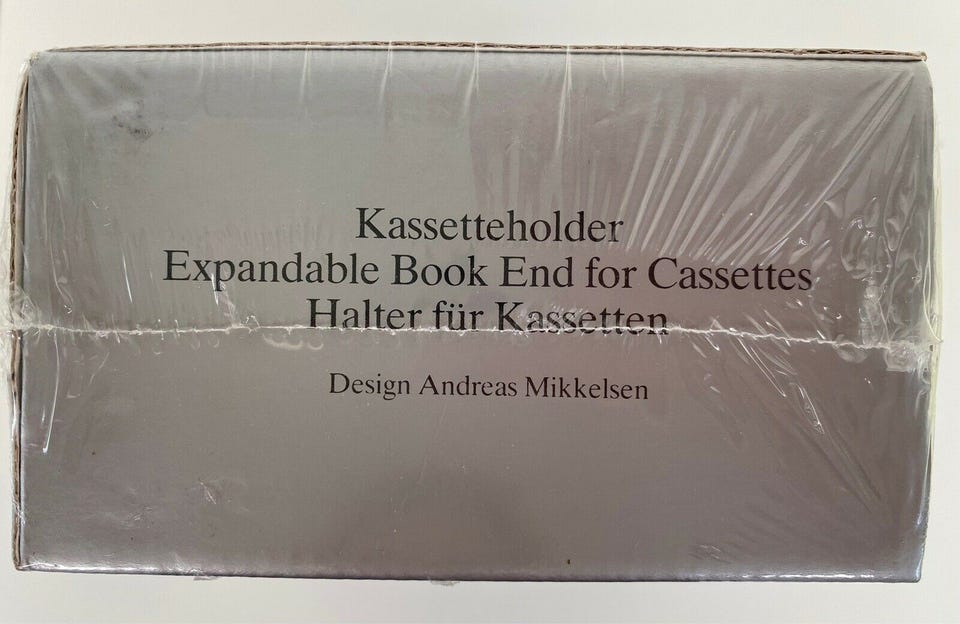 Kassetteholder
Expandable Book End for Cassettes
Halter für Kassetten
Design Andreas Mikkelsen